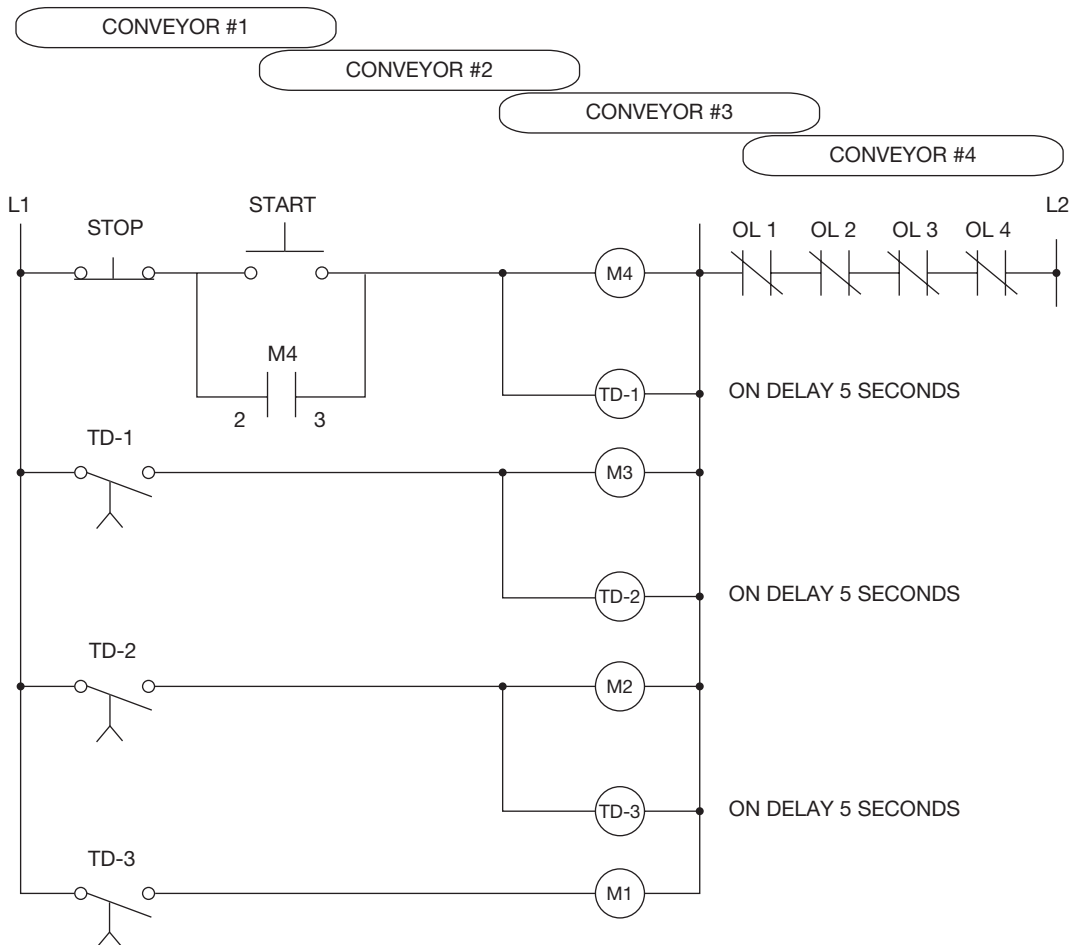 CONVEYOR #1
CONVEYOR #2
CONVEYOR #3
CONVEYOR #4
L1
STOP
START
OL 1
OL 2
OL 3
OL 4
L2
M4
M4
2
3
TD-1
ON DELAY 5 SECONDS
TD-1
M3
TD-2
ON DELAY 5 SECONDS
TD-2
M2
TD-3
ON DELAY 5 SECONDS
TD-3
M1